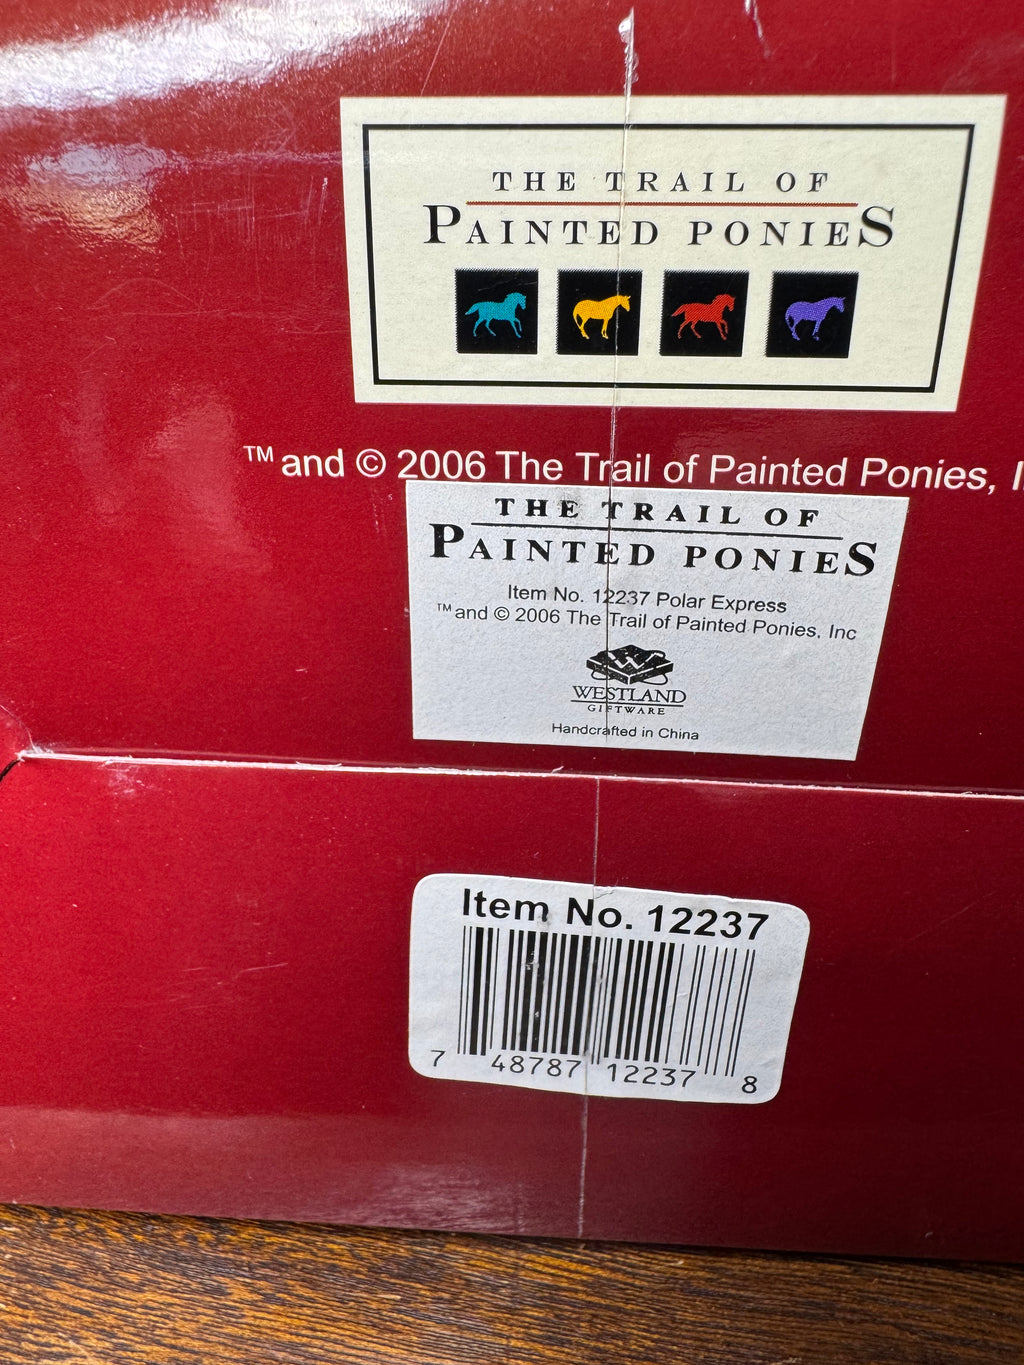 THE TRAIL OF
PAINTED PONIES
™ and © 2006 The Trail of Painted Ponies,
THE TRAIL OF
PAINTED PONIES
Item No. 12237 Polar Express
™ and © 2006 The Trail of Painted Ponies, Inc
WESTLAND
GIFTWARE
Handcrafted in China
Item No. 12237
7 48787 12237 8